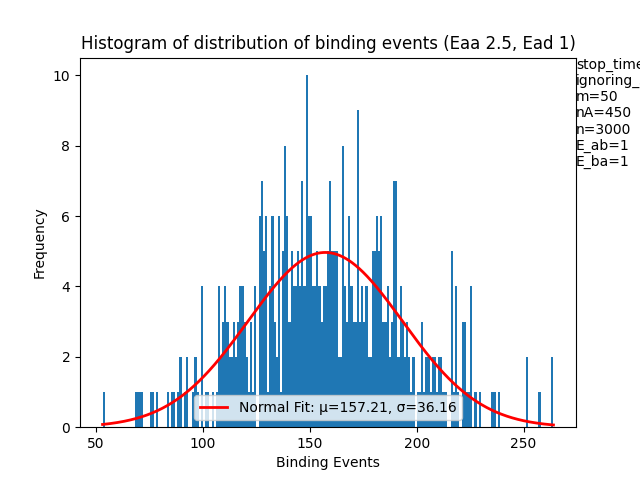 Histogram of distribution of binding events (Eaa 2.5, Ead 1)
stop_time
ignoring_
m=50
nA=450
n=3000
E_ab=1
E_ba=1
10
8
6
4
2
0
Frequency
Normal Fit: μ=157.21, σ=36.16
50 100 150 200 250
Binding Events